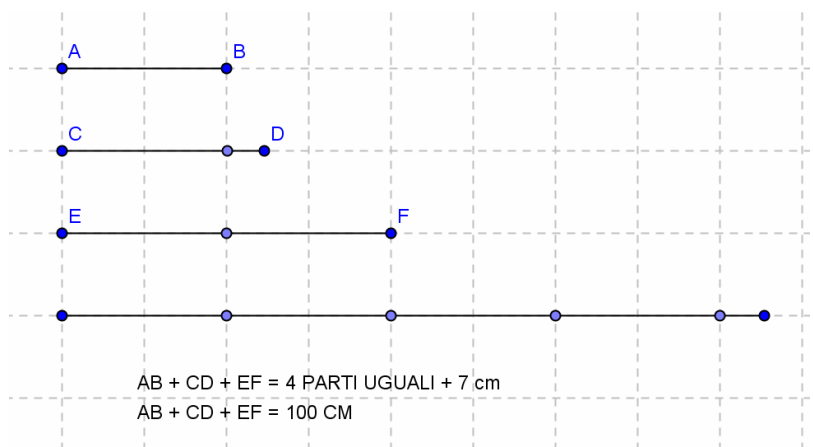 A
B
C
D
E
F
AB + CD + EF = 4 PARTI UGUALI + 7 cm
AB + CD + EF = 100 CM